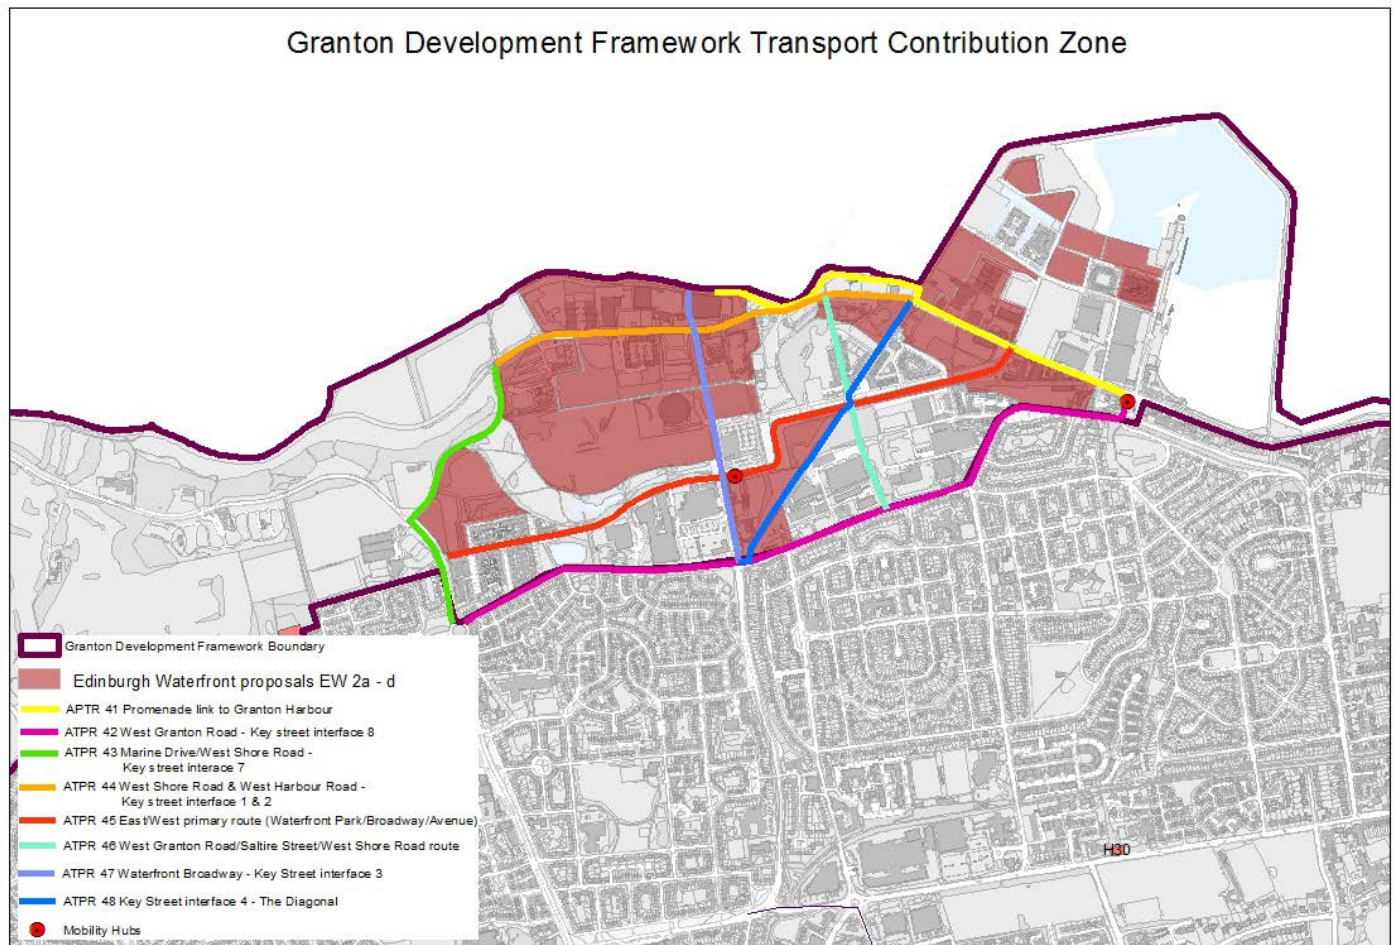 Granton Development Framework Transport Contribution Zone
H30
Granton Development Framework Boundary
Edinburgh Waterfront proposals EW 2a - d
APTR 41 Promenade link to Granton Harbour
ATPR 42 West Granton Road - Key street interface 8
ATPR 43 Marine Drive/West Shore Road -
Key street interace 7
ATPR 44 West Shore Road & West Harbour Road -
Key street interface 1 & 2
ATPR 45 East/West primary route (Waterfront Park/Broadway/Avenue)
ATPR 46 West Granton Road/Saltire Street/West Shore Road route
ATPR 47 Waterfront Broadway - Key Street interface 3
ATPR 48 Key Street interface 4 - The Diagonal
Mobility Hubs